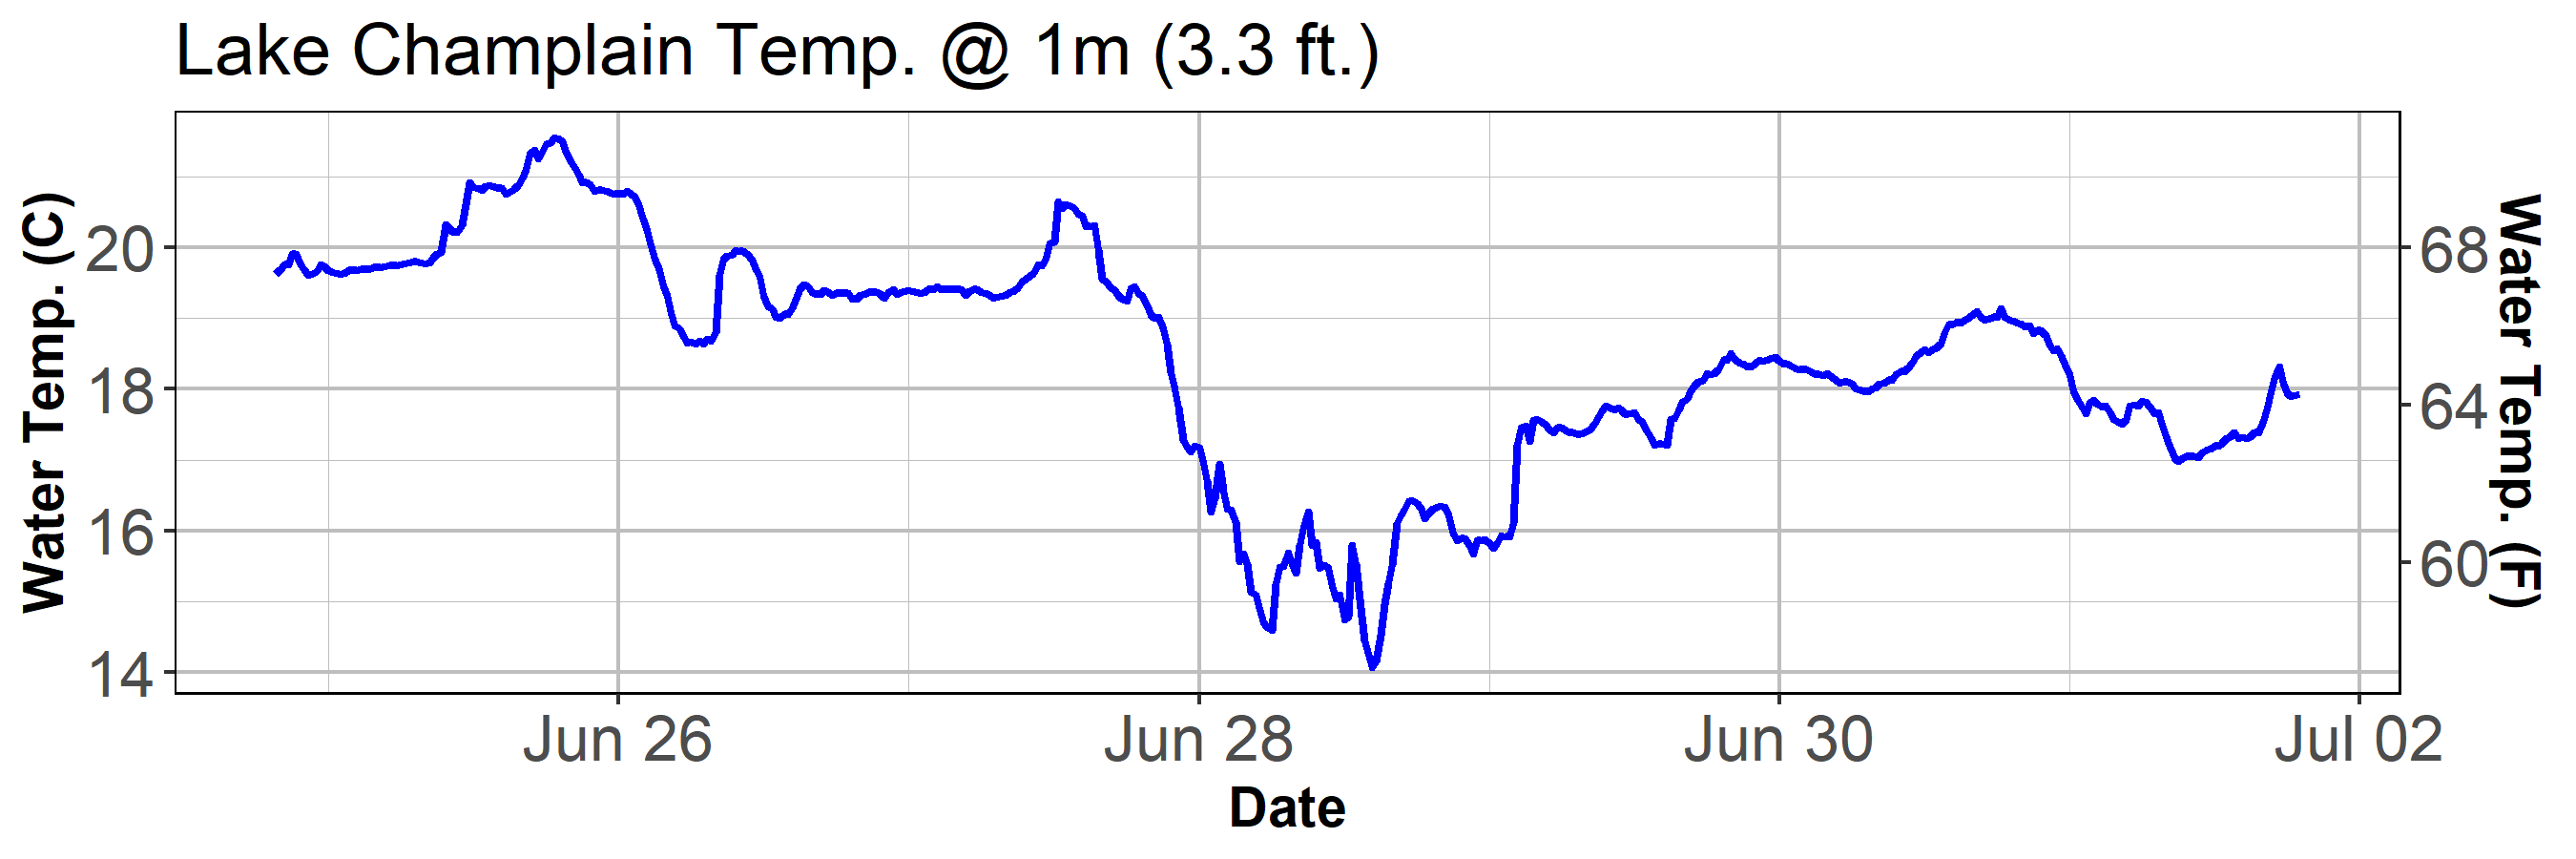 Lake Champlain Temp. @ 1m (3.3 ft.)
Water Temp. (C)
20
18
16
14
68
64
60
Water Temp. (F)
Jun 26
Jun 28
Jun 30
Jul 02
Date